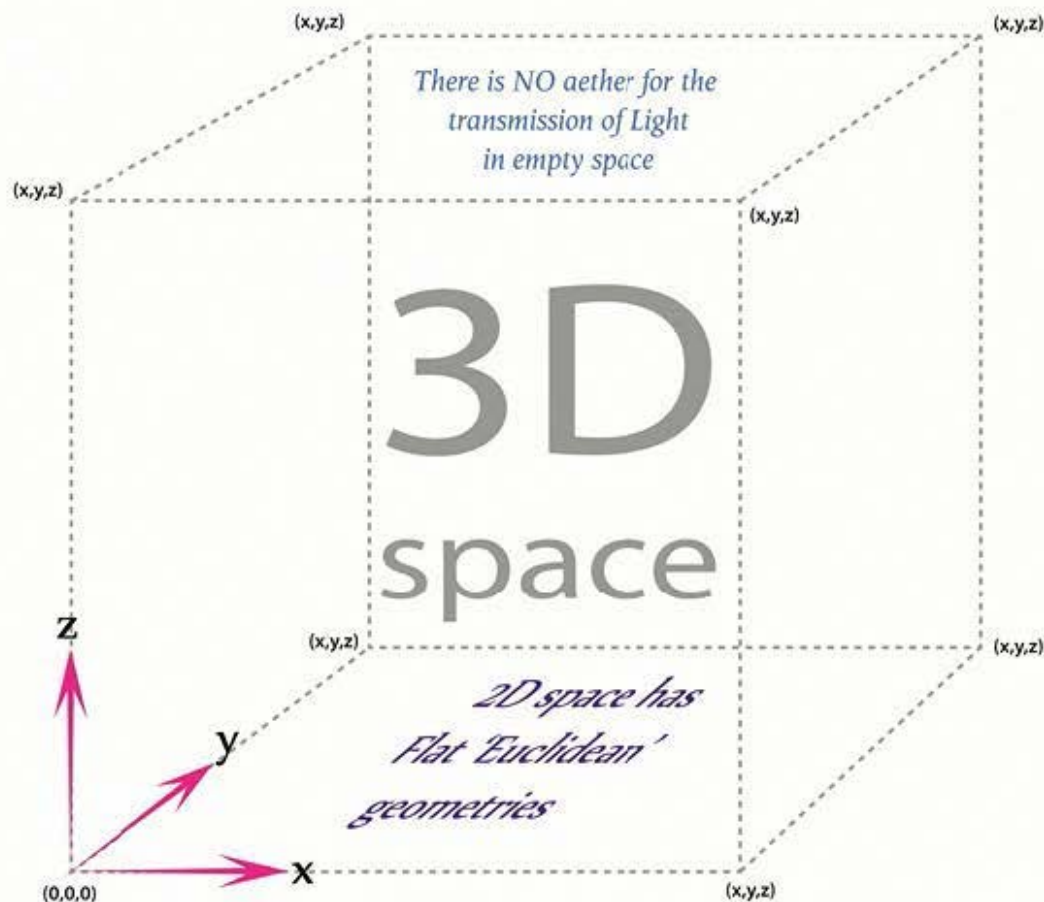 (x,y,z)
(x,y,z)
There is NO aether for the
transmission of Light
in empty space
(x,y,z)
(x,y,z)
3D
space
z
(x,y,z)
(x,y,z)
2D space has
y
Flat 'Euclidean'
geometries
x
(0,0,0)
(x,y,z)